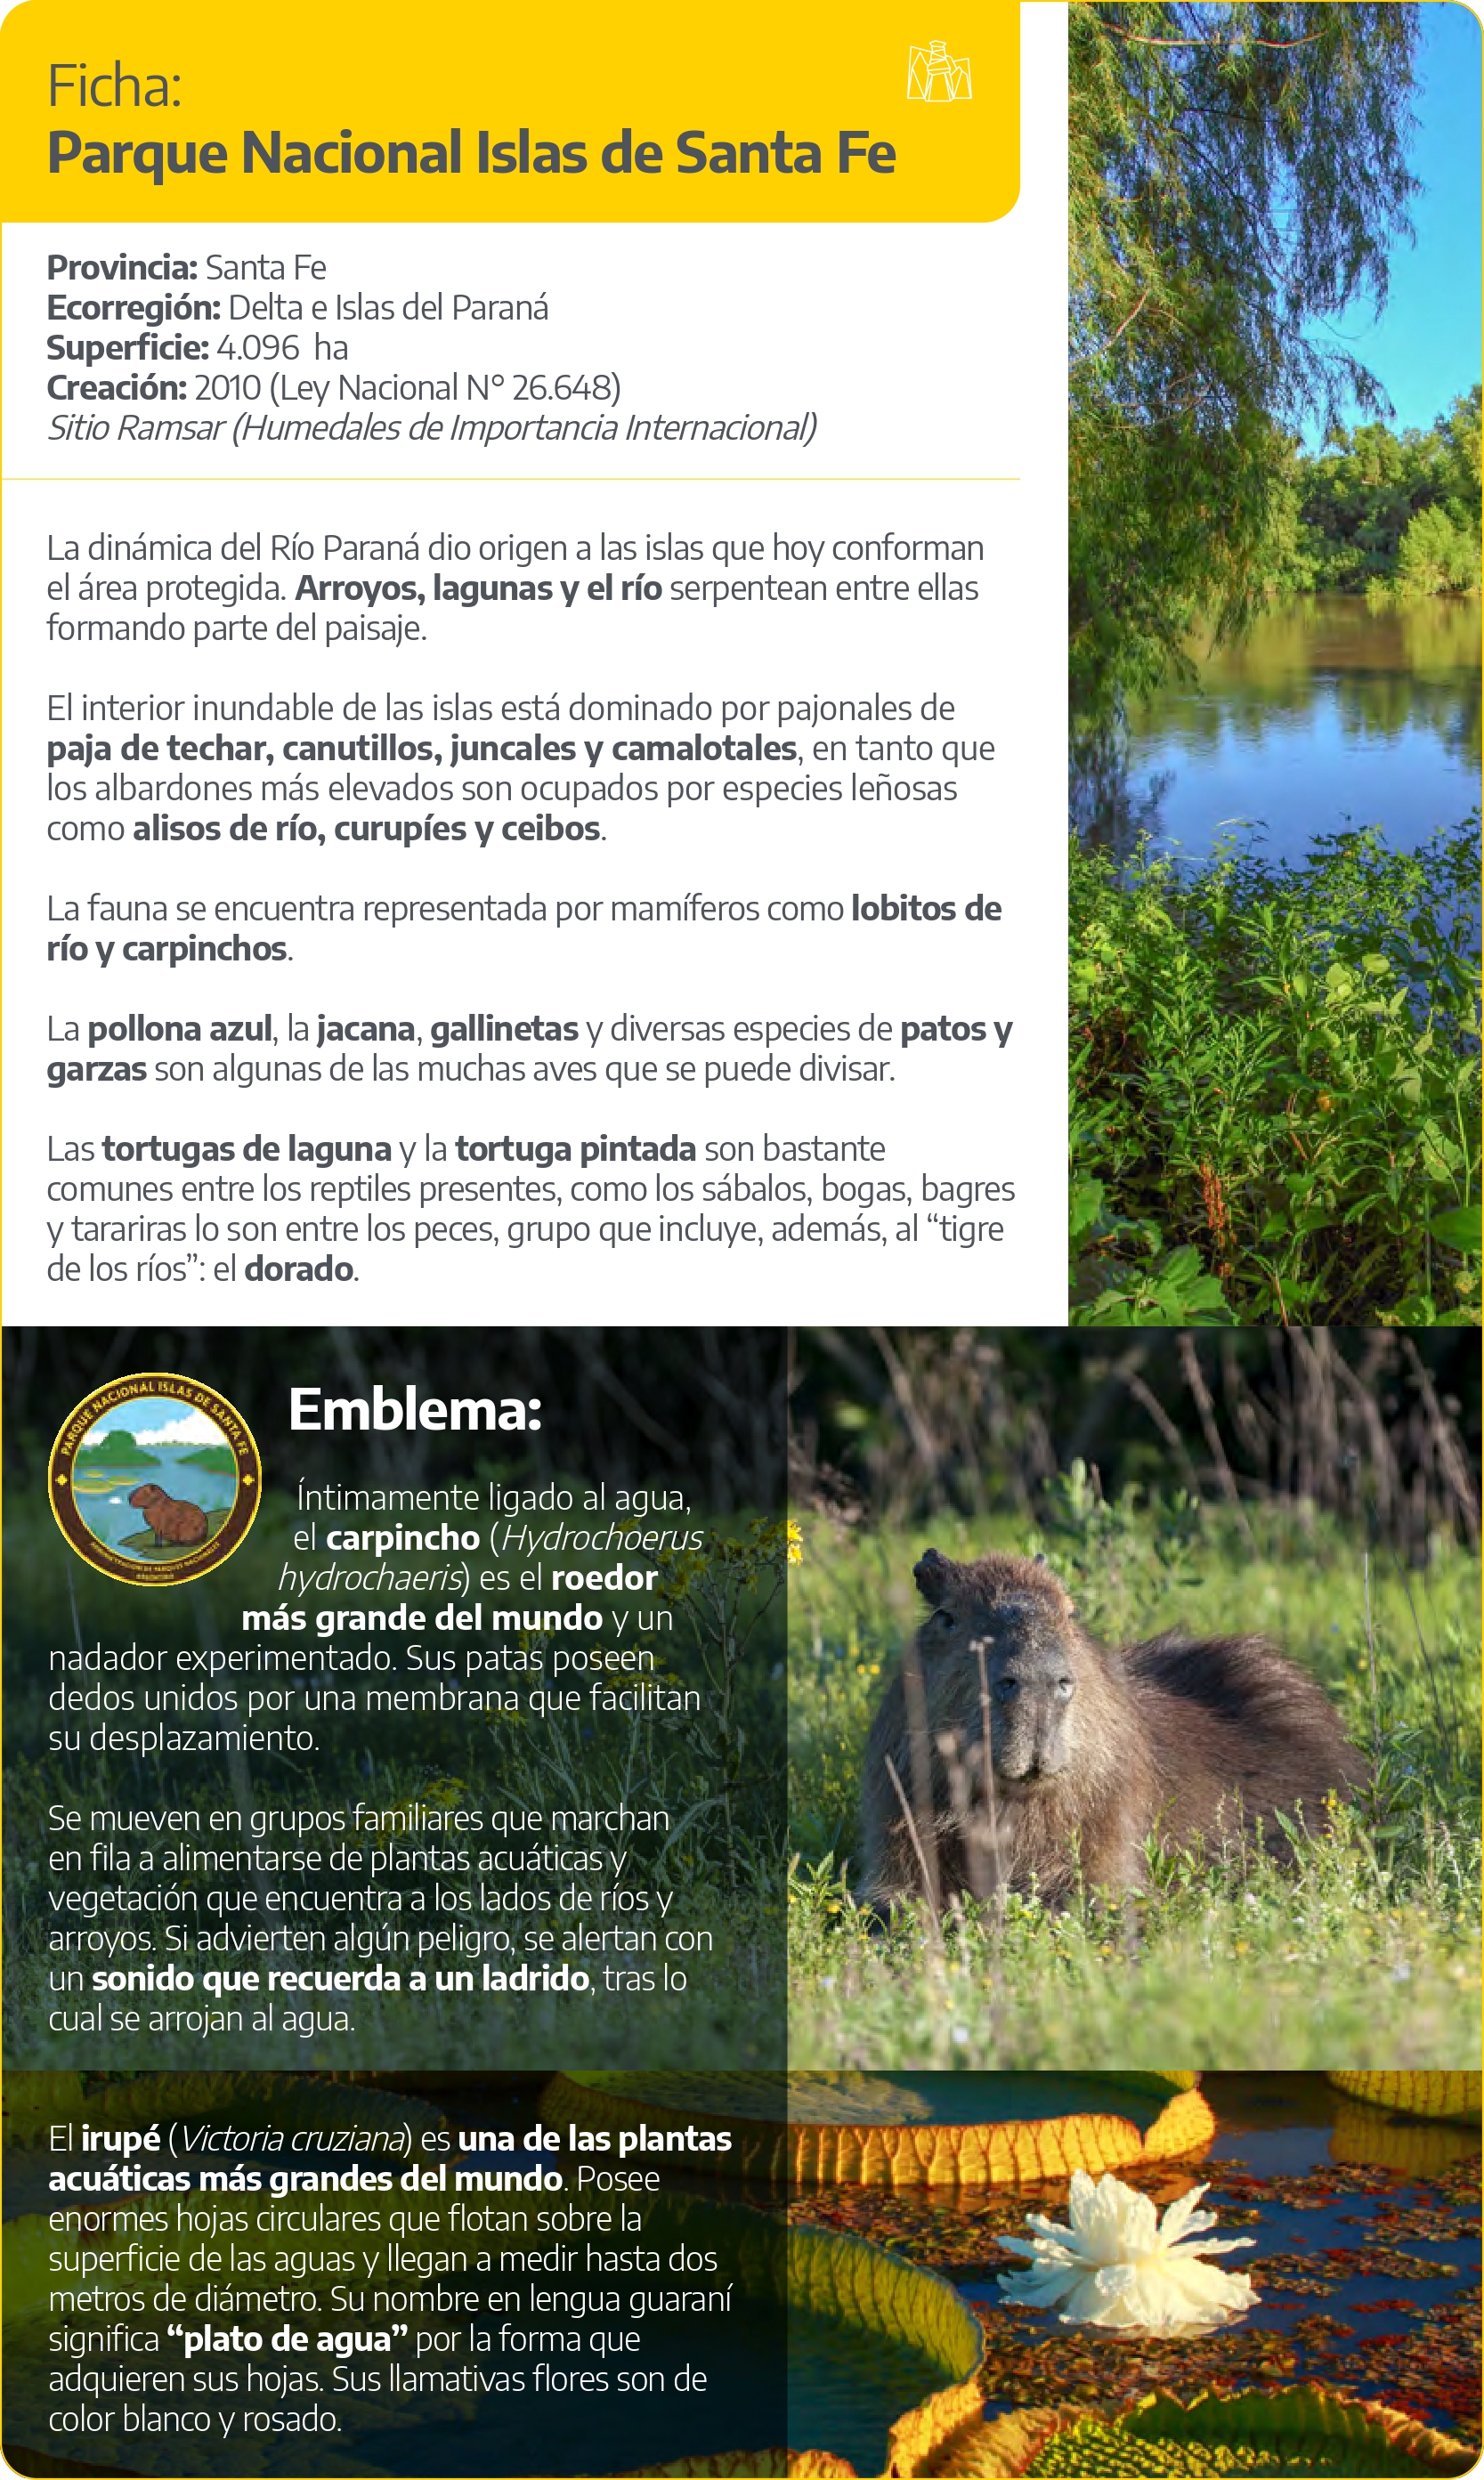 Ficha:
Parque Nacional Islas de Santa Fe
Provincia: Santa Fe
Ecorregión: Delta e Islas del Paraná
Superficie: 4.096 ha
Creación: 2010 (Ley Nacional N° 26.648)
Sitio Ramsar (Humedales de Importancia Internacional)
La dinámica del Río Paraná dio origen a las islas que hoy conforman
el área protegida. Arroyos, lagunas y el río serpentean entre ellas
formando parte del paisaje.
El interior inundable de las islas está dominado por pajonales de
paja de techar, canutillos, juncales y camalotales, en tanto que
los albardones más elevados son ocupados por especies leñosas
como alisos de río, curupíes y ceibos.
La fauna se encuentra representada por mamíferos como lobitos de
río y carpinchos.
La pollona azul, la jacana, gallinetas y diversas especies de patos y
garzas son algunas de las muchas aves que se puede divisar.
Las tortugas de laguna y la tortuga pintada son bastante
comunes entre los reptiles presentes, como los sábalos, bogas, bagres
y tarariras lo son entre los peces, grupo que incluye, además, al “tigre
de los ríos”: el dorado.
PARQUE NACIONAL ISLAS DE SANTA FE
ADMINISTRACIÓN DE PARQUES NACIONALES
ARGENTINA
Emblema:
Íntimamente ligado al agua,
el carpincho (Hydrochoerus
hydrochaeris) es el roedor
más grande del mundo y un
nadador experimentado. Sus patas poseen
dedos unidos por una membrana que facilitan
su desplazamiento.
Se mueven en grupos familiares que marchan
en fila a alimentarse de plantas acuáticas y
vegetación que encuentra a los lados de ríos y
arroyos. Si advierten algún peligro, se alertan con
un sonido que recuerda a un ladrido, tras lo
cual se arrojan al agua.
El irupé (Victoria cruziana) es una de las plantas
acuáticas más grandes del mundo. Posee
enormes hojas circulares que flotan sobre la
superficie de las aguas y llegan a medir hasta dos
metros de diámetro. Su nombre en lengua guaraní
significa “plato de agua” por la forma que
adquieren sus hojas. Sus llamativas flores son de
color blanco y rosado.